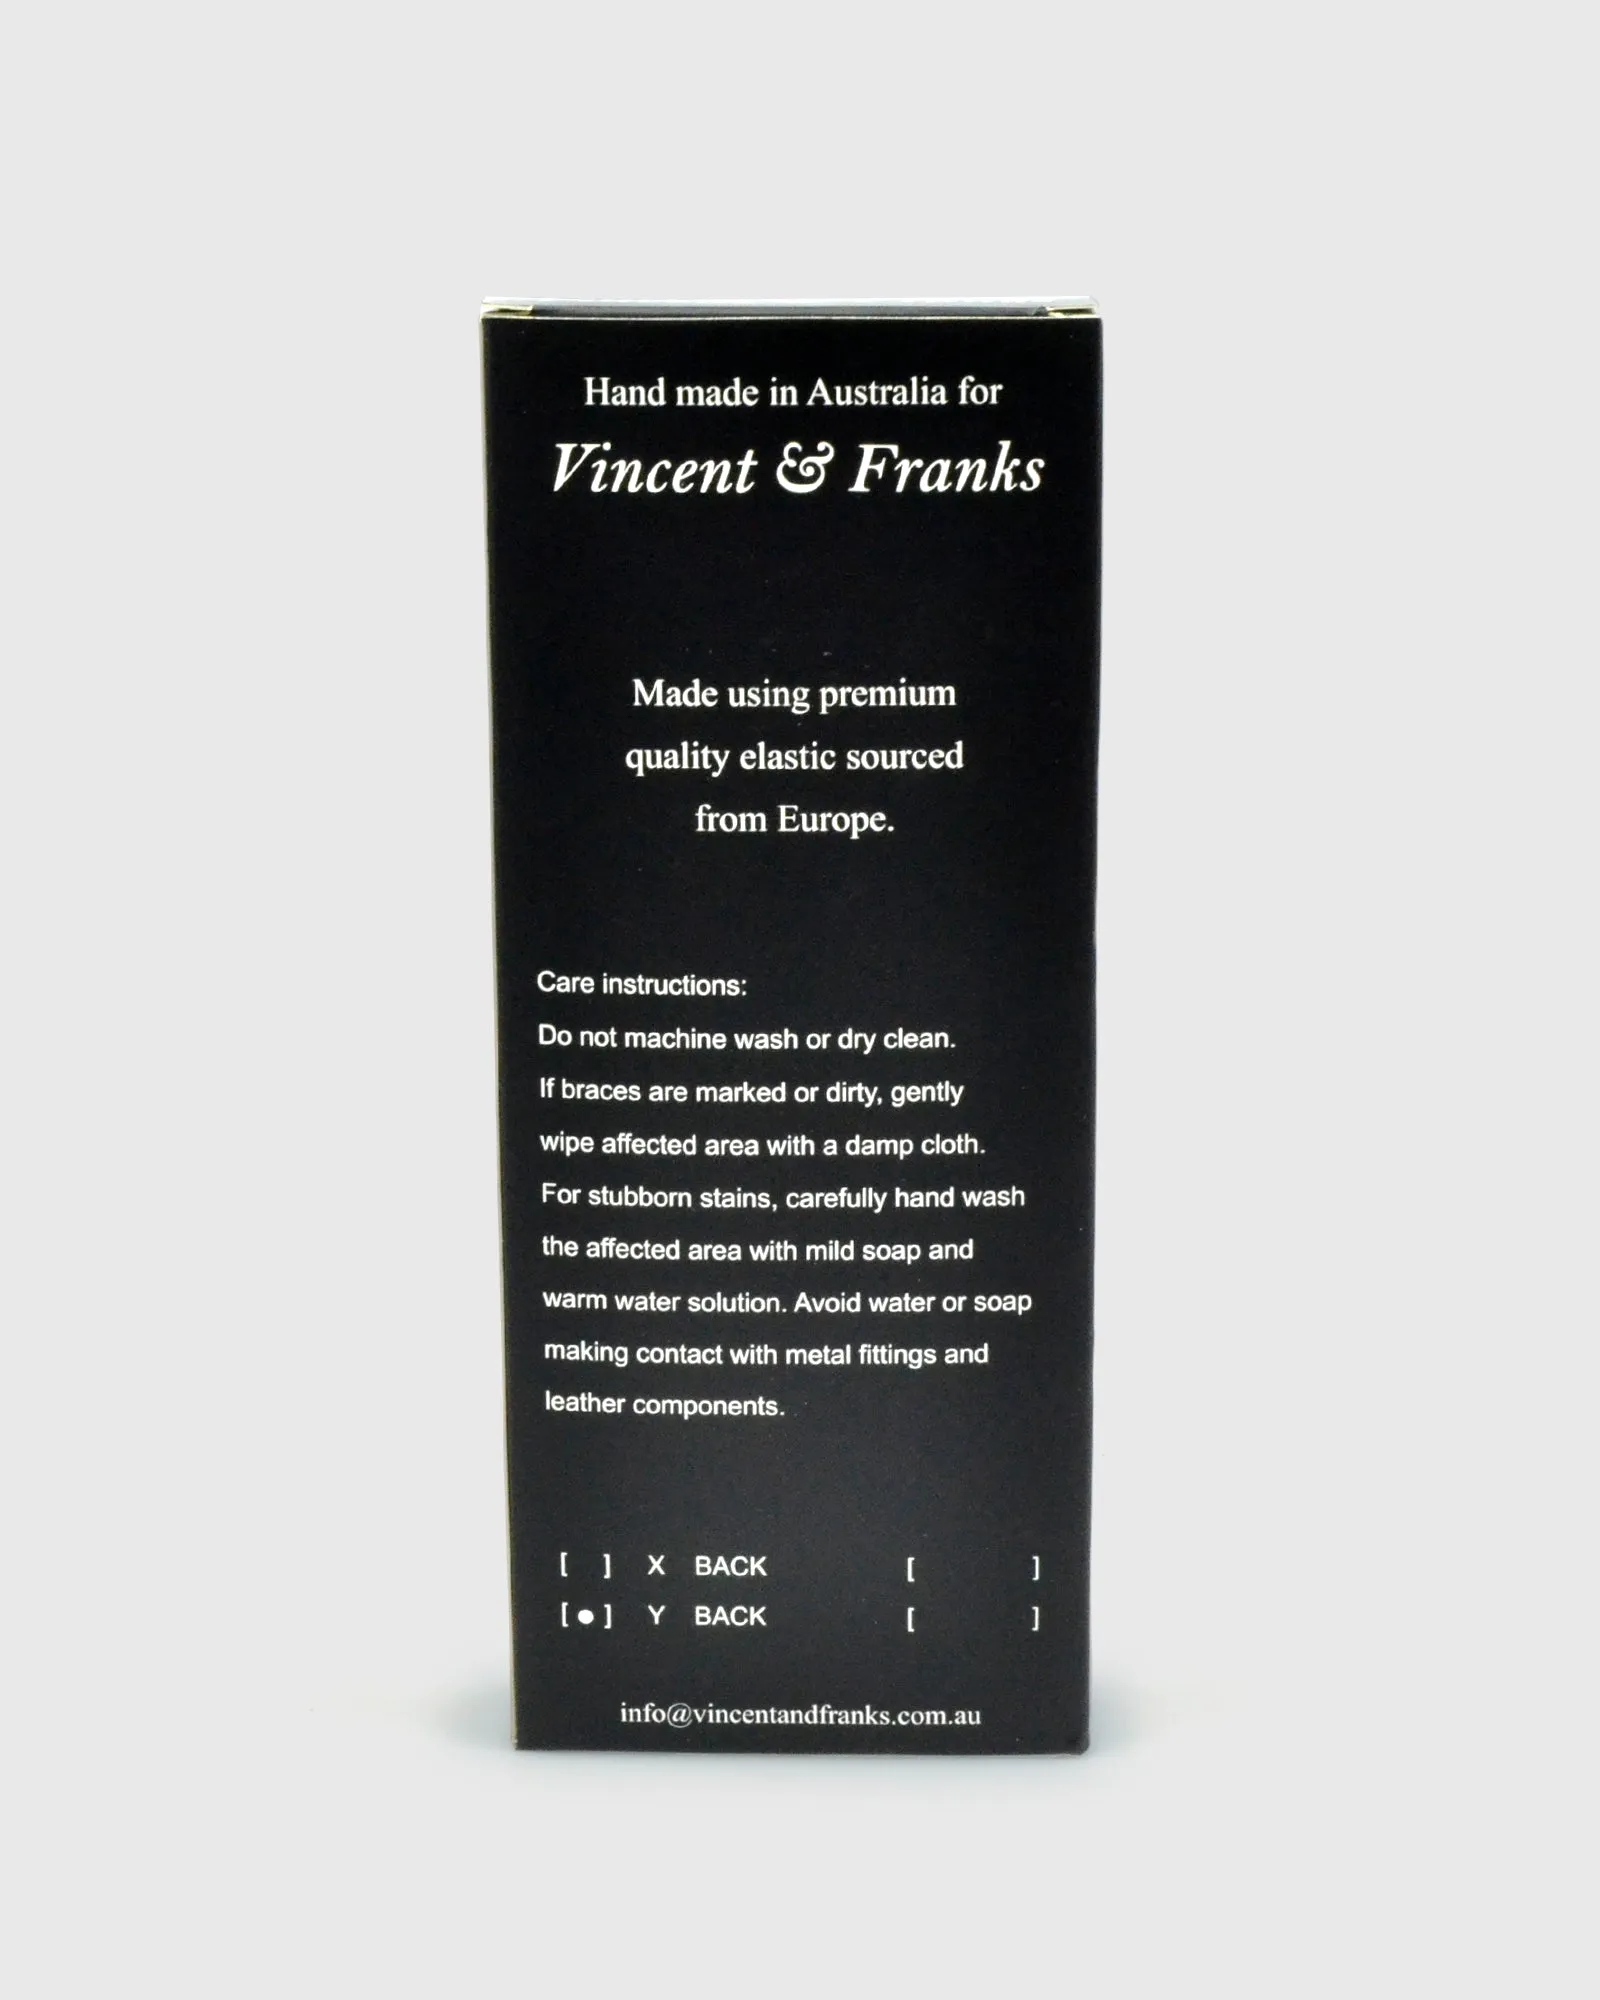 Hand made in Australia for
Vincent & Franks
Made using premium
quality elastic sourced
from Europe.
Care instructions:
Do not machine wash or dry clean.
If braces are marked or dirty, gently
wipe affected area with a damp cloth.
For stubborn stains, carefully hand wash
the affected area with mild soap and
warm water solution. Avoid water or soap
making contact with metal fittings and
leather components.
[ ] X BACK [ ]
[●] Y BACK [ ]
info@vincentandfranks.com.au